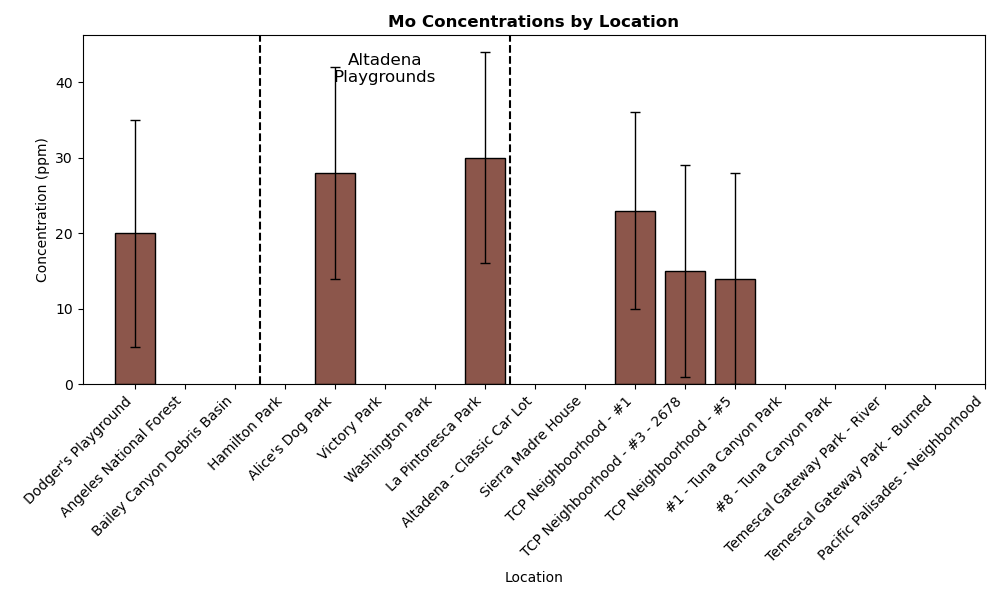 Mo Concentrations by Location
Altadena
Playgrounds
Concentration (ppm)
40
30
20
10
0
Dodger's Playground
Angeles National Forest
Bailey Canyon Debris Basin
Hamilton Park
Alice's Dog Park
Victory Park
Washington Park
La Pintoresca Park
Altadena - Classic Car Lot
Sierra Madre House
TCP Neighboorhood - #1
TCP Neighboorhood - #3 - 2678
TCP Neighboorhood - #5
#1 - Tuna Canyon Park
#8 - Tuna Canyon Park
Temescal Gateway Park - River
Temescal Gateway Park - Burned
Pacific Palisades - Neighborhood
Location